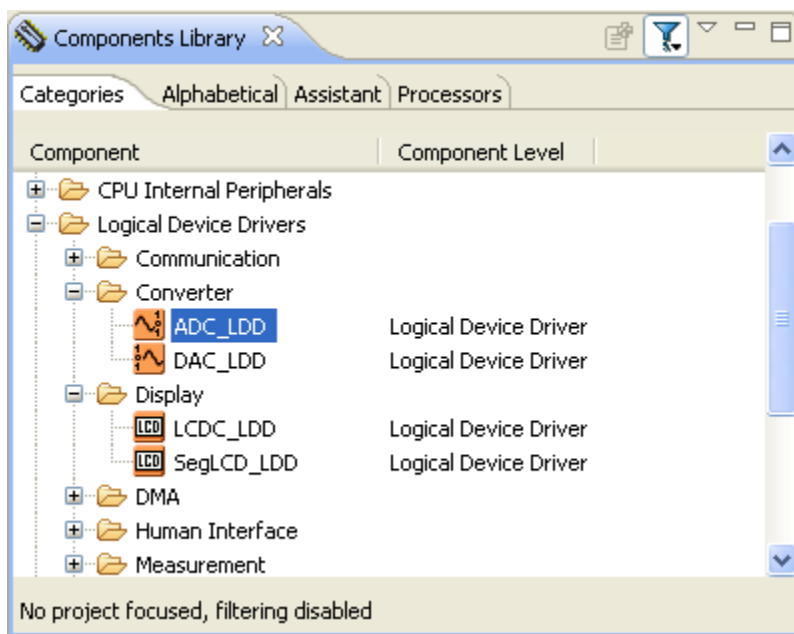 Components Library
Categories Alphabetical Assistant Processors
Component Component Level
CPU Internal Peripherals
Logical Device Drivers
Communication
Converter
ADC_LDD Logical Device Driver
DAC_LDD Logical Device Driver
Display
LCD LCDC_LDD Logical Device Driver
LCD SegLCD_LDD Logical Device Driver
DMA
Human Interface
Measurement
No project focused, filtering disabled